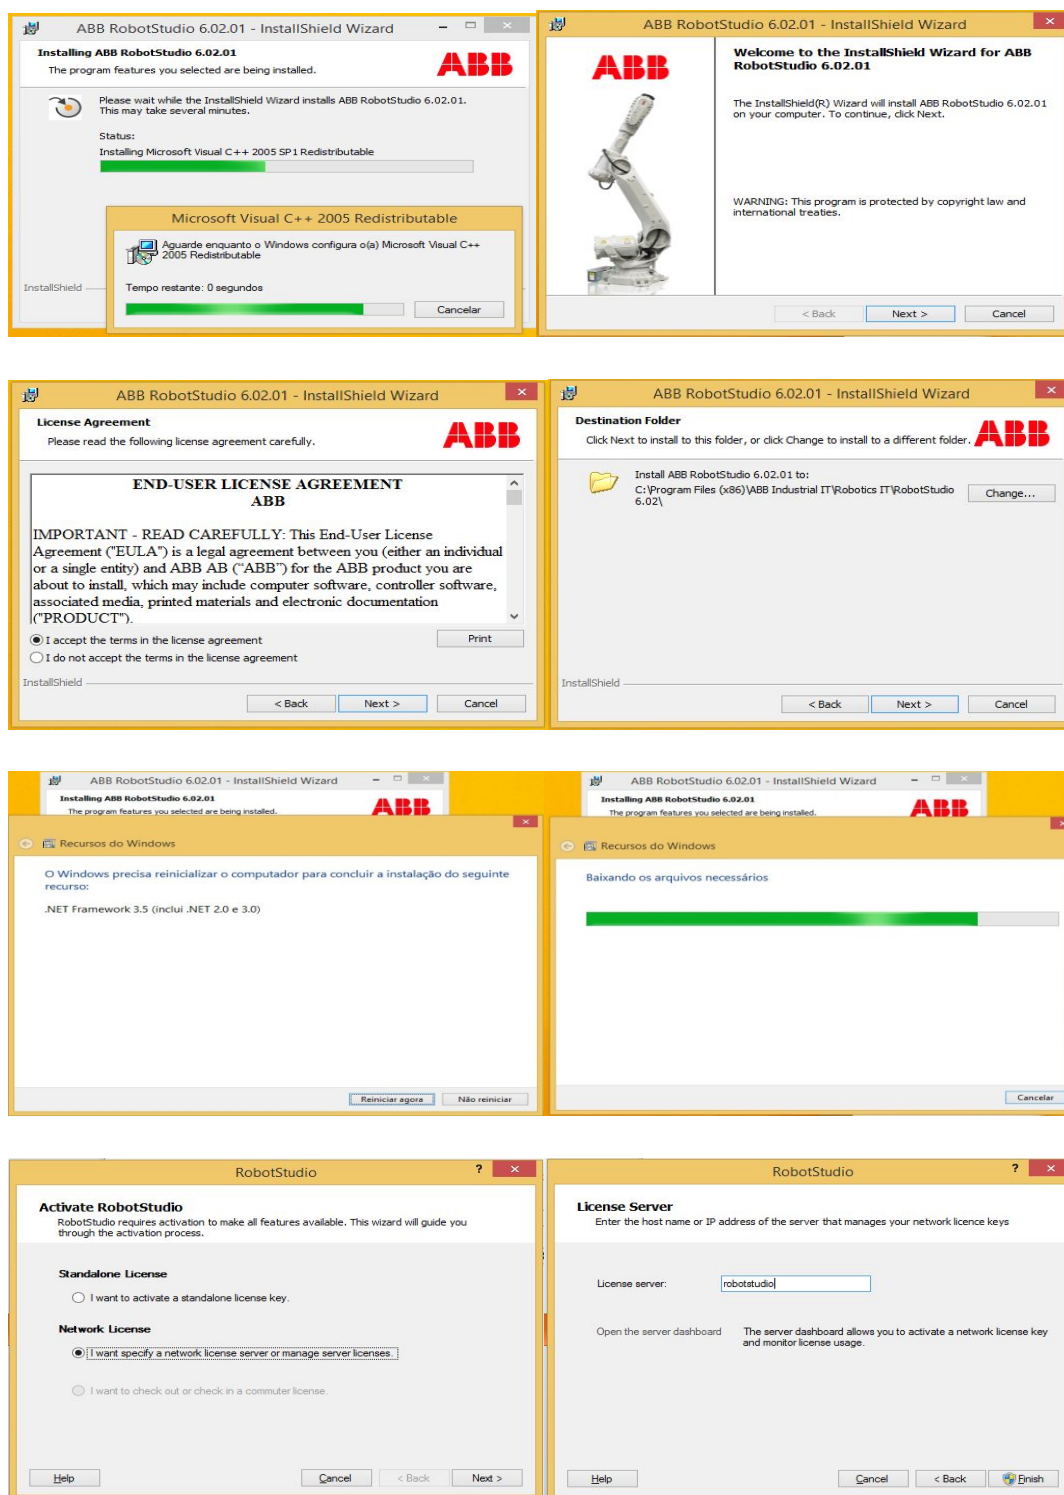 ABB RobotStudio 6.02.01 - InstallShield Wizard
Installing ABB RobotStudio 6.02.01
The program features you selected are being installed.
ABB
Please wait while the InstallShield Wizard installs ABB RobotStudio 6.02.01.
This may take several minutes.
Status:
Installing Microsoft Visual C++ 2005 SP1 Redistributable
Microsoft Visual C++ 2005 Redistributable
Aguarde enquanto o Windows configura o(a) Microsoft Visual C++
2005 Redistributable
InstallShield
Tempo restante: 0 segundos
Cancelar
ABB RobotStudio 6.02.01 - InstallShield Wizard
ABB
Welcome to the InstallShield Wizard for ABB
RobotStudio 6.02.01
The InstallShield(R) Wizard will install ABB RobotStudio 6.02.01
on your computer. To continue, click Next.
WARNING: This program is protected by copyright law and
international treaties.
< Back Next > Cancel
ABB RobotStudio 6.02.01 - InstallShield Wizard
License Agreement
Please read the following license agreement carefully.
ABB
END-USER LICENSE AGREEMENT
ABB
IMPORTANT - READ CAREFULLY: This End-User License
Agreement ("EULA") is a legal agreement between you (either an individual
or a single entity) and ABB AB ("ABB") for the ABB product you are
about to install, which may include computer software, controller software,
associated media, printed materials and electronic documentation
("PRODUCT").
I accept the terms in the license agreement
Print
I do not accept the terms in the license agreement
InstallShield
< Back Next > Cancel
ABB RobotStudio 6.02.01 - InstallShield Wizard
Destination Folder
Click Next to install to this folder, or click Change to install to a different folder.
ABB
Install ABB RobotStudio 6.02.01 to:
C:\Program Files (x86)\ABB Industrial IT\Robotics IT\RobotStudio
6.02\
Change...
InstallShield
< Back Next > Cancel
ABB RobotStudio 6.02.01 - InstallShield Wizard
Installing ABB RobotStudio 6.02.01
The program features you selected are being installed.
ABB
Recursos do Windows
O Windows precisa reinicializar o computador para concluir a instalação do seguinte
recurso:
.NET Framework 3.5 (inclui .NET 2.0 e 3.0)
Reiniciar agora Não reiniciar
ABB RobotStudio 6.02.01 - InstallShield Wizard
Installing ABB RobotStudio 6.02.01
The program features you selected are being installed.
ABB
Recursos do Windows
Baixando os arquivos necessários
Cancelar
RobotStudio
Activate RobotStudio
RobotStudio requires activation to make all features available. This wizard will guide you
through the activation process.
Standalone License
I want to activate a standalone license key.
Network License
I want specify a network license server or manage server licenses.
I want to check out or check in a commuter license.
Help Cancel < Back Next >
RobotStudio
License Server
Enter the host name or IP address of the server that manages your network licence keys
License server: robotstudio
Open the server dashboard
The server dashboard allows you to activate a network license key
and monitor license usage.
Help Cancel < Back Finish